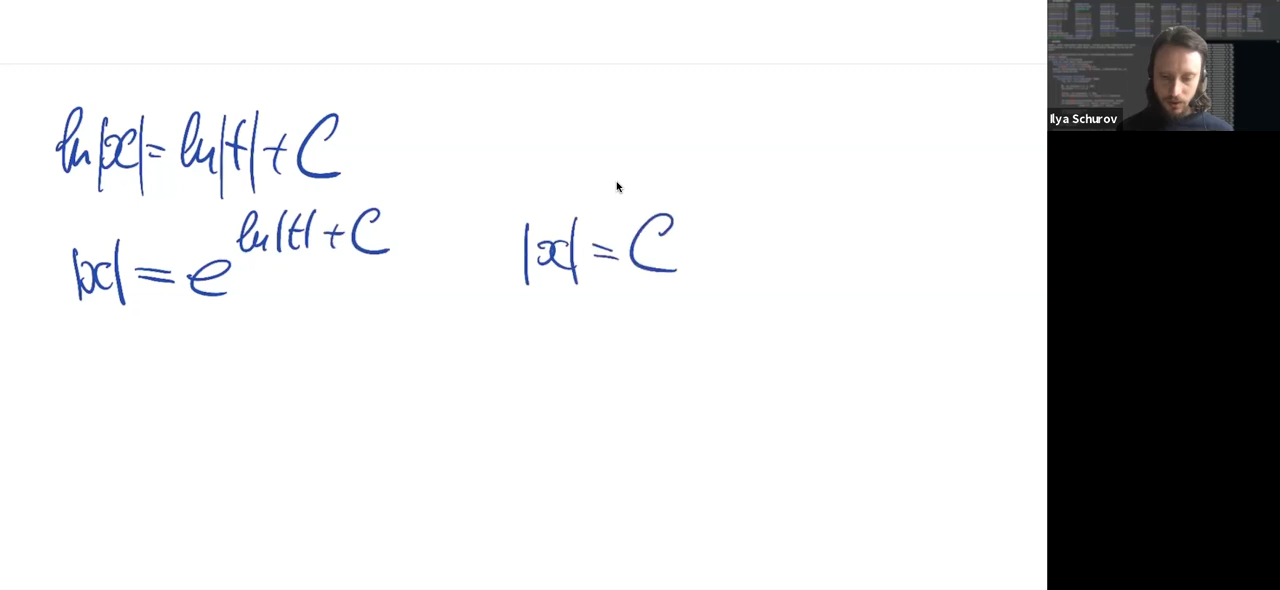 ln|x| = ln|t| + C
|x| = e^{ln|t| + C}
|x| = C
Ilya Schurov